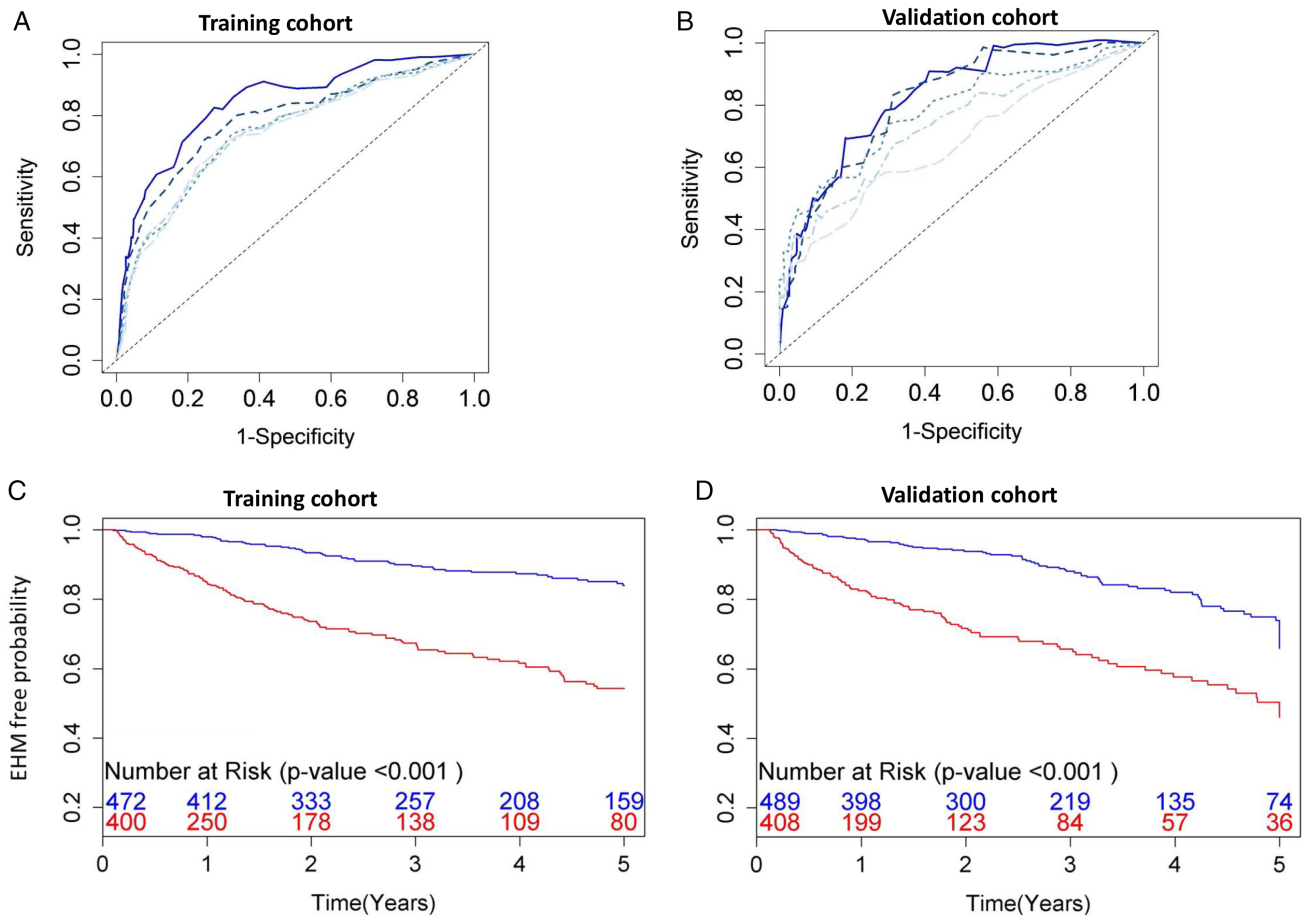 A
Training cohort
Sensitivity
1.0
0.8
0.6
0.4
0.2
0.0
0.0 0.2 0.4 0.6 0.8 1.0
1-Specificity
B
Validation cohort
Sensitivity
1.0
0.8
0.6
0.4
0.2
0.0
0.0 0.2 0.4 0.6 0.8 1.0
1-Specificity
C
Training cohort
EHM free probability
1.0
0.8
0.6
0.4
0.2
Number at Risk (p-value <0.001 )
472 412 333 257 208 159
400 250 178 138 109 80
0 1 2 3 4 5
Time(Years)
D
Validation cohort
1.0
0.8
0.6
0.4
0.2
Number at Risk (p-value <0.001 )
489 398 300 219 135 74
408 199 123 84 57 36
0 1 2 3 4 5
Time(Years)